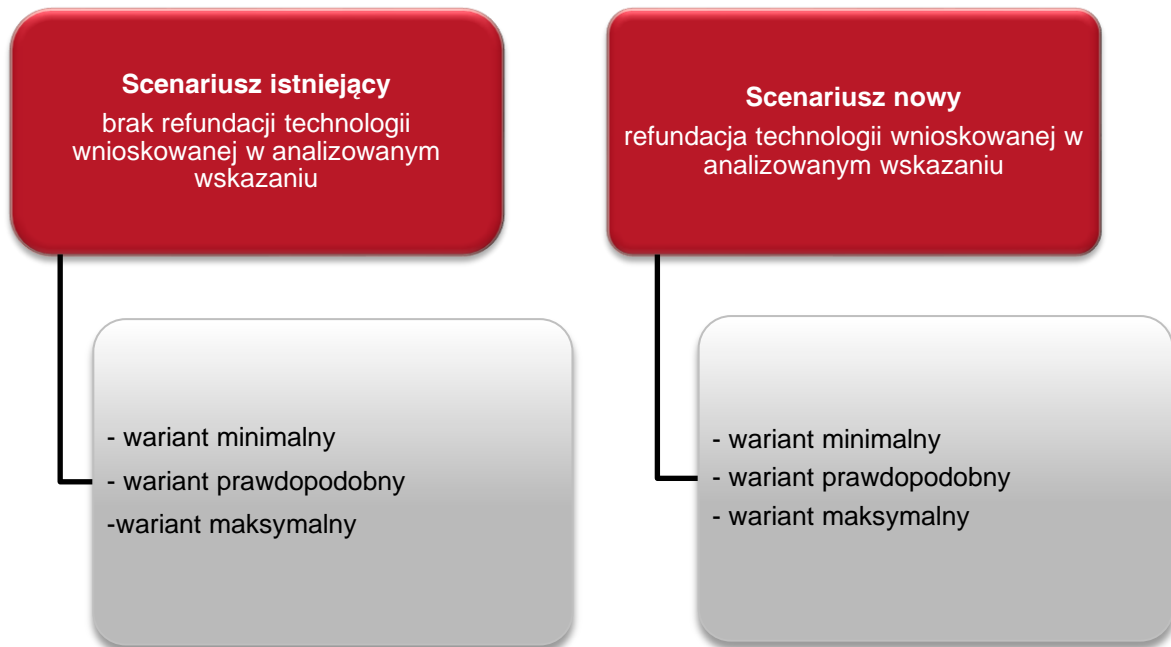 Scenariusz istniejący
brak refundacji technologii
wnioskowanej w analizowanym
wskazaniu
- wariant minimalny
- wariant prawdopodobny
-wariant maksymalny
Scenariusz nowy
refundacja technologii wnioskowanej w
analizowanym wskazaniu
- wariant minimalny
- wariant prawdopodobny
- wariant maksymalny